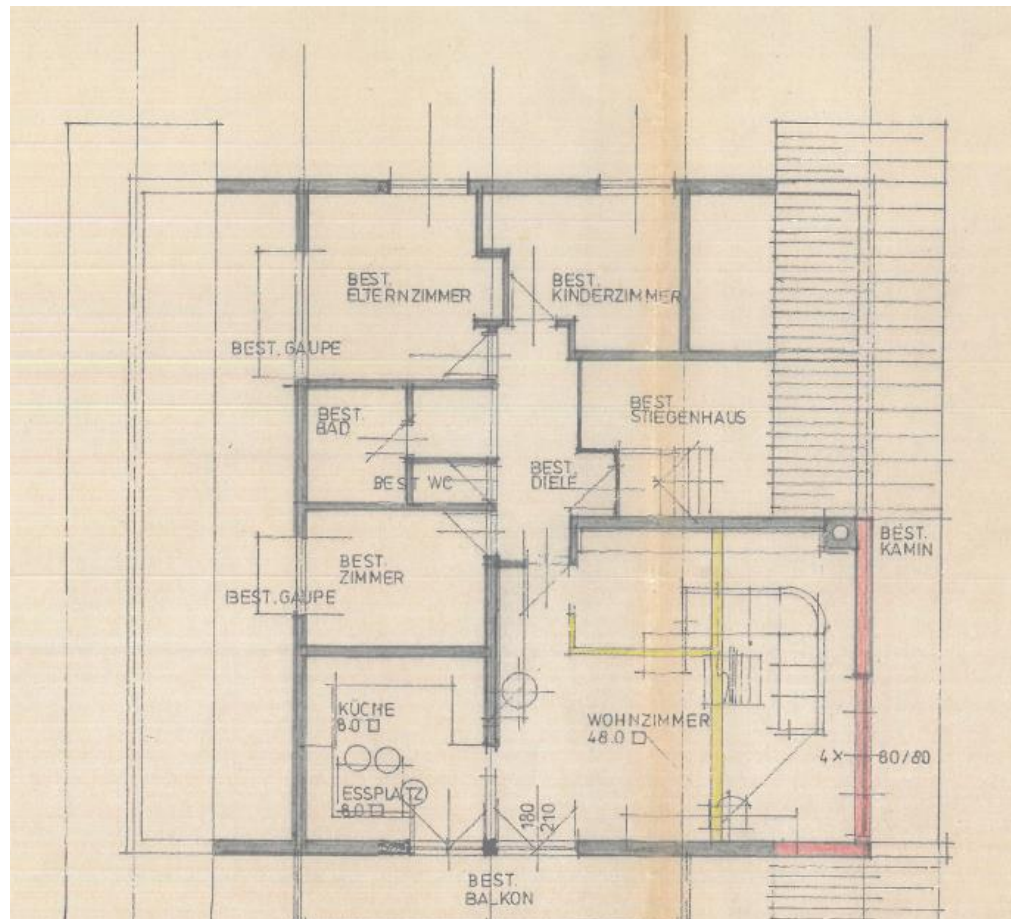 BEST.
ELTERNZIMMER
BEST.
KINDERZIMMER
BEST. GAUPE
BEST.
BAD
BEST.
STIEGENHAUS
BEST WC
BEST.
DIELE
BEST.
KAMIN
BEST.
ZIMMER
BEST. GAUPE
KÜCHE
8.0 □
WOHNZIMMER
48.0 □
4 × 80/80
ESSPLATZ
8.0 □
180
210
BEST.
BALKON